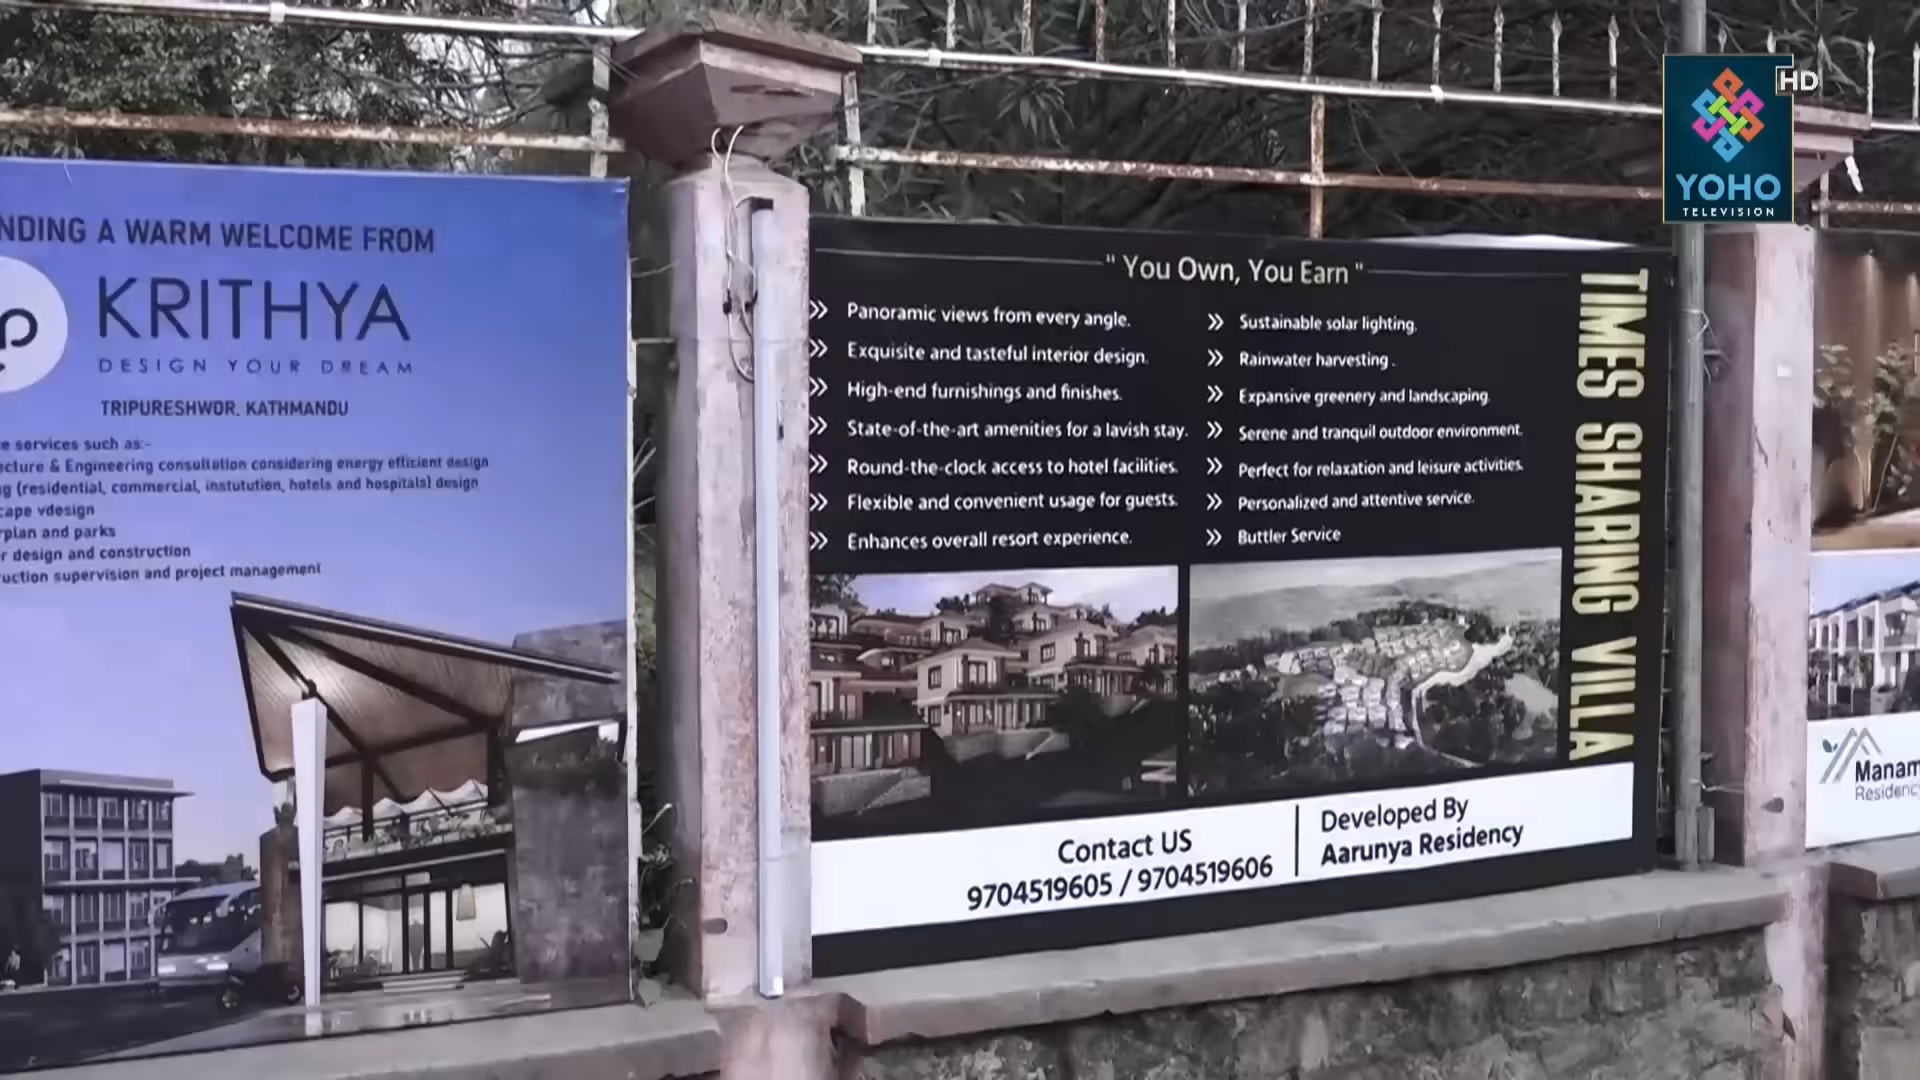 NDING A WARM WELCOME FROM
KRITHYA
DESIGN YOUR DREAM
TRIPURESHWOR, KATHMANDU
e services such as:-
ecture & Engineering consultation considering energy efficient design
g (residential, commercial, instutution, hotels and hospitals) design
cape vdesign
rplan and parks
r design and construction
uction supervision and project management
" You Own, You Earn "
Panoramic views from every angle.
Exquisite and tasteful interior design.
High-end furnishings and finishes.
State-of-the-art amenities for a lavish stay.
Round-the-clock access to hotel facilities.
Flexible and convenient usage for guests.
Enhances overall resort experience.
Sustainable solar lighting.
Rainwater harvesting .
Expansive greenery and landscaping.
Serene and tranquil outdoor environment.
Perfect for relaxation and leisure activities.
Personalized and attentive service.
Buttler Service
TIMES SHARING VILLA
Contact US
9704519605 / 9704519606
Developed By
Aarunya Residency
Manam
Residency
HD
YOHO
TELEVISION